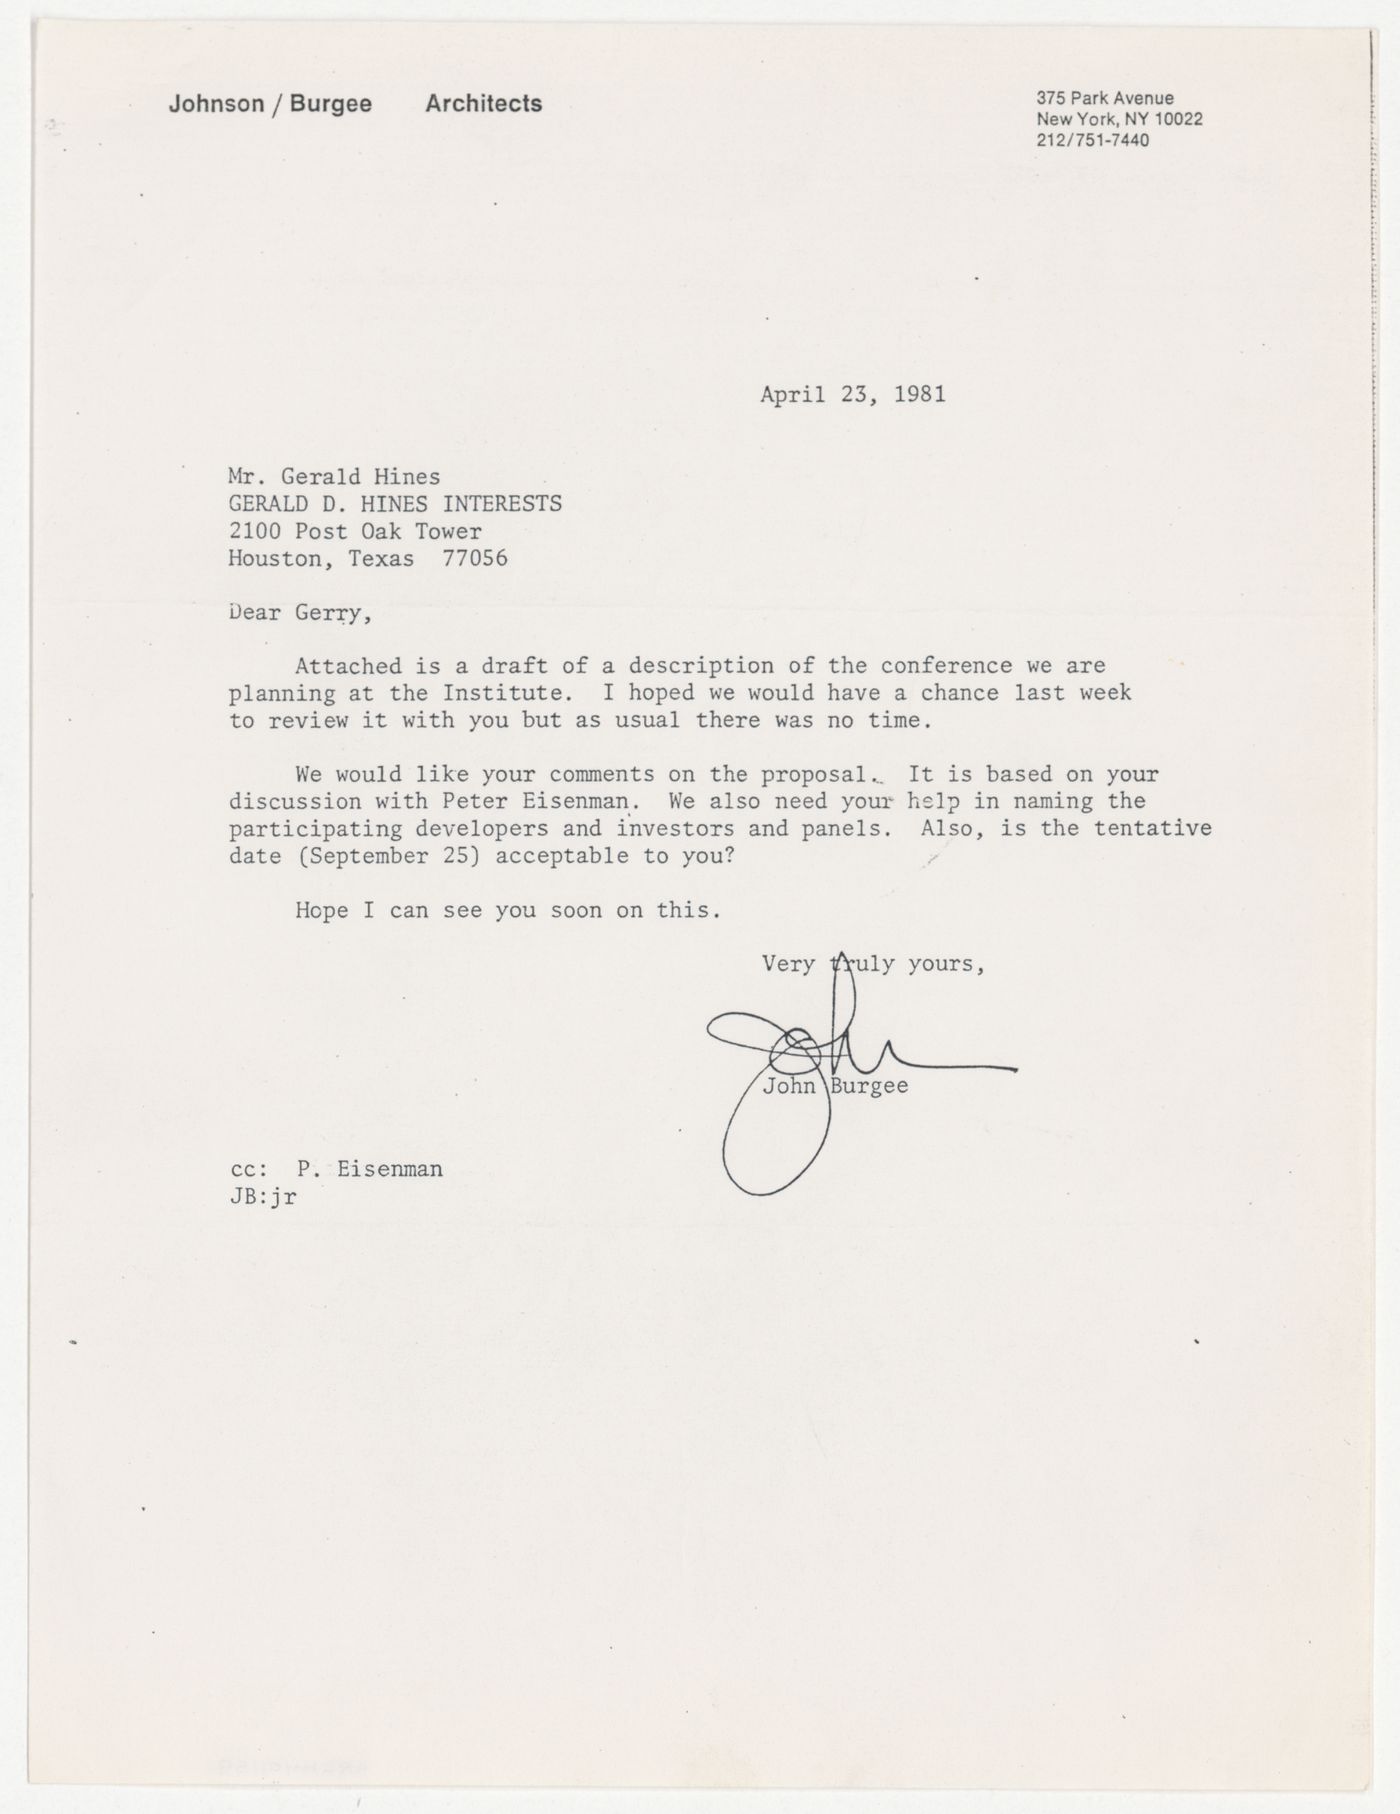 Johnson / Burgee Architects
375 Park Avenue
New York, NY 10022
212/751-7440
April 23, 1981
Mr. Gerald Hines
GERALD D. HINES INTERESTS
2100 Post Oak Tower
Houston, Texas 77056
Dear Gerry,
Attached is a draft of a description of the conference we are
planning at the Institute. I hoped we would have a chance last week
to review it with you but as usual there was no time.
We would like your comments on the proposal. It is based on your
discussion with Peter Eisenman. We also need your help in naming the
participating developers and investors and panels. Also, is the tentative
date (September 25) acceptable to you?
Hope I can see you soon on this.
Very truly yours,
John
John Burgee
cc: P. Eisenman
JB:jr